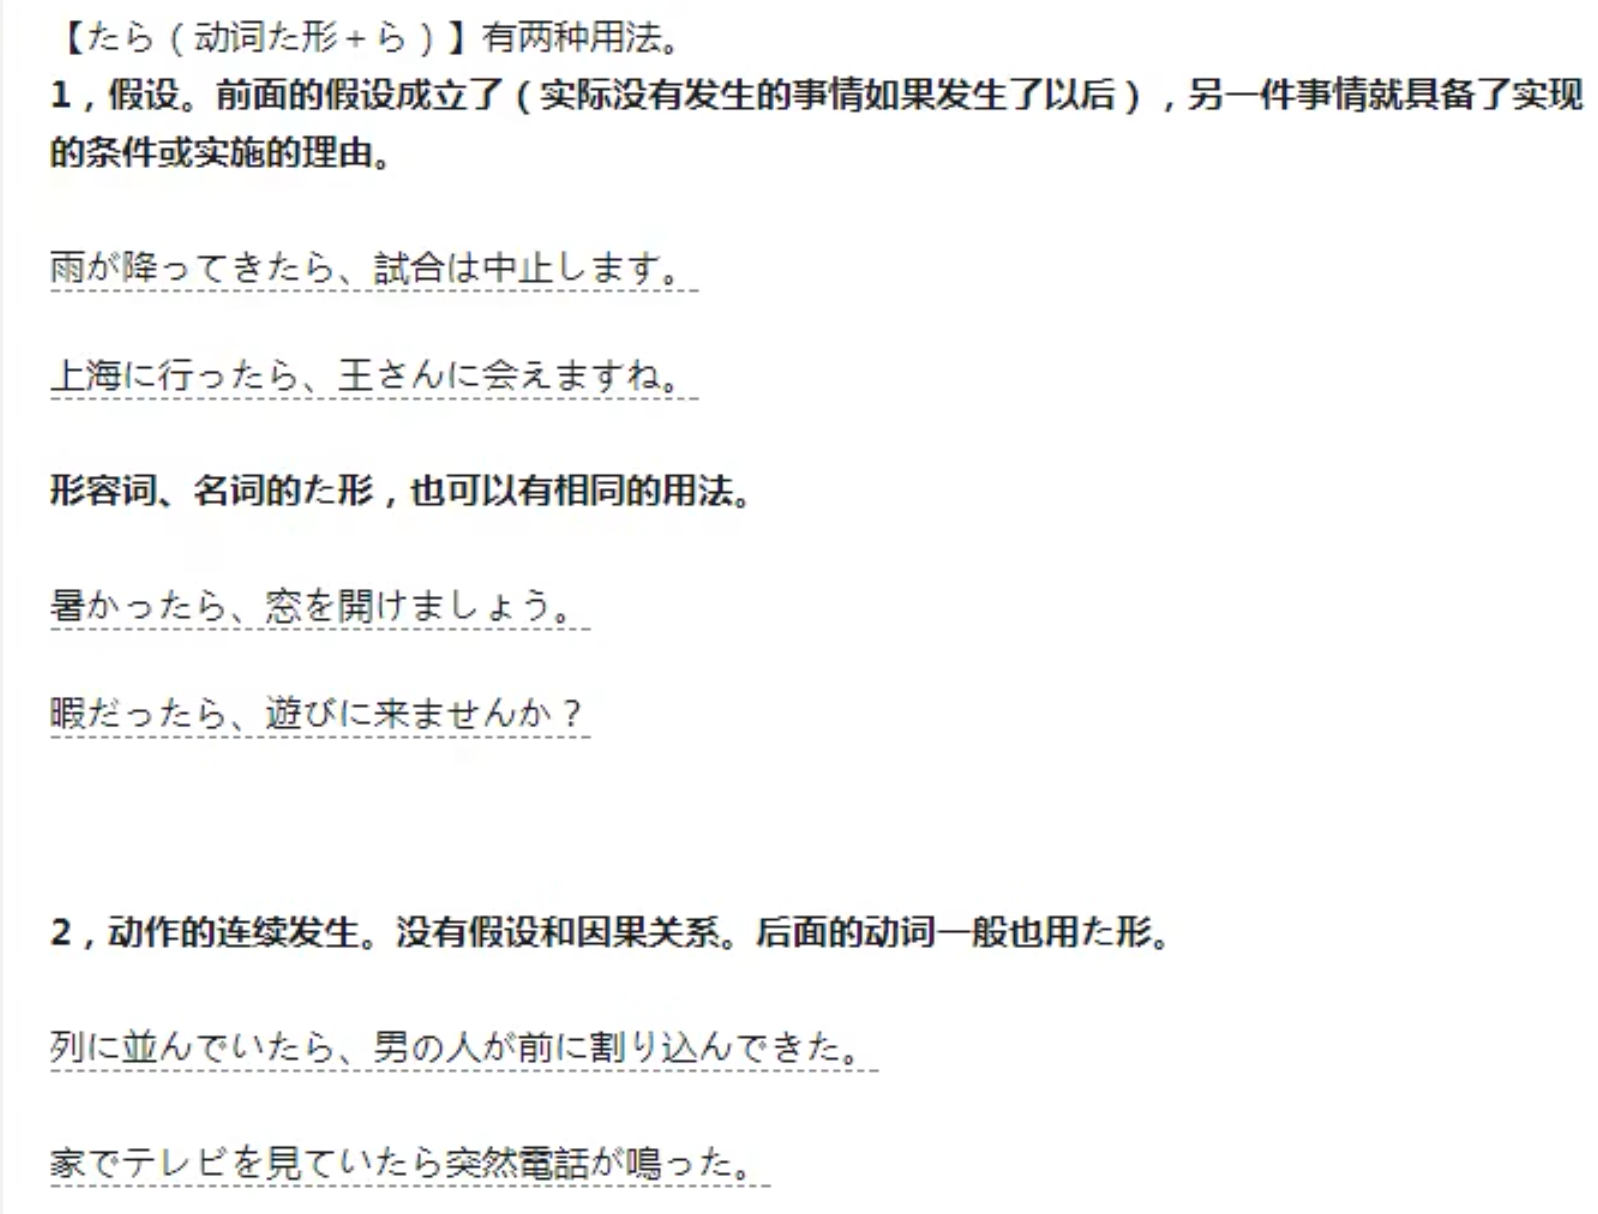 【たら（动词た形＋ら）】有两种用法。
1，假设。前面的假设成立了（实际没有发生的事情如果发生了以后），另一件事情就具备了实现
的条件或实施的理由。
雨が降ってきたら、試合は中止します。
上海に行ったら、王さんに会えますね。
形容词、名词的た形，也可以有相同的用法。
暑かったら、窓を開けましょう。
暇だったら、遊びに来ませんか？
2，动作的连续发生。没有假设和因果关系。后面的动词一般也用た形。
列に並んでいたら、男の人が前に割り込んできた。
家でテレビを見ていたら突然電話が鳴った。